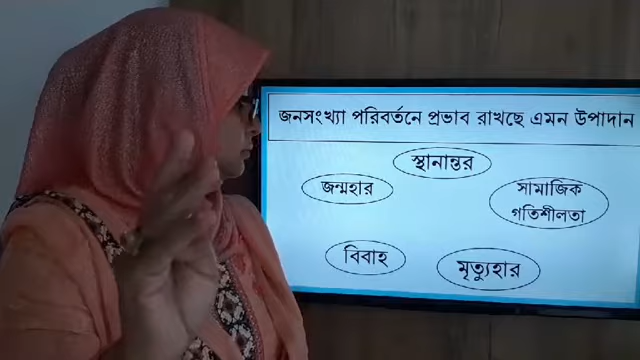 জনসংখ্যা পরিবর্তনে প্রভাব রাখছে এমন উপাদান
স্থানান্তর
জন্মহার
সামাজিক
গতিশীলতা
বিবাহ
মৃত্যুহার